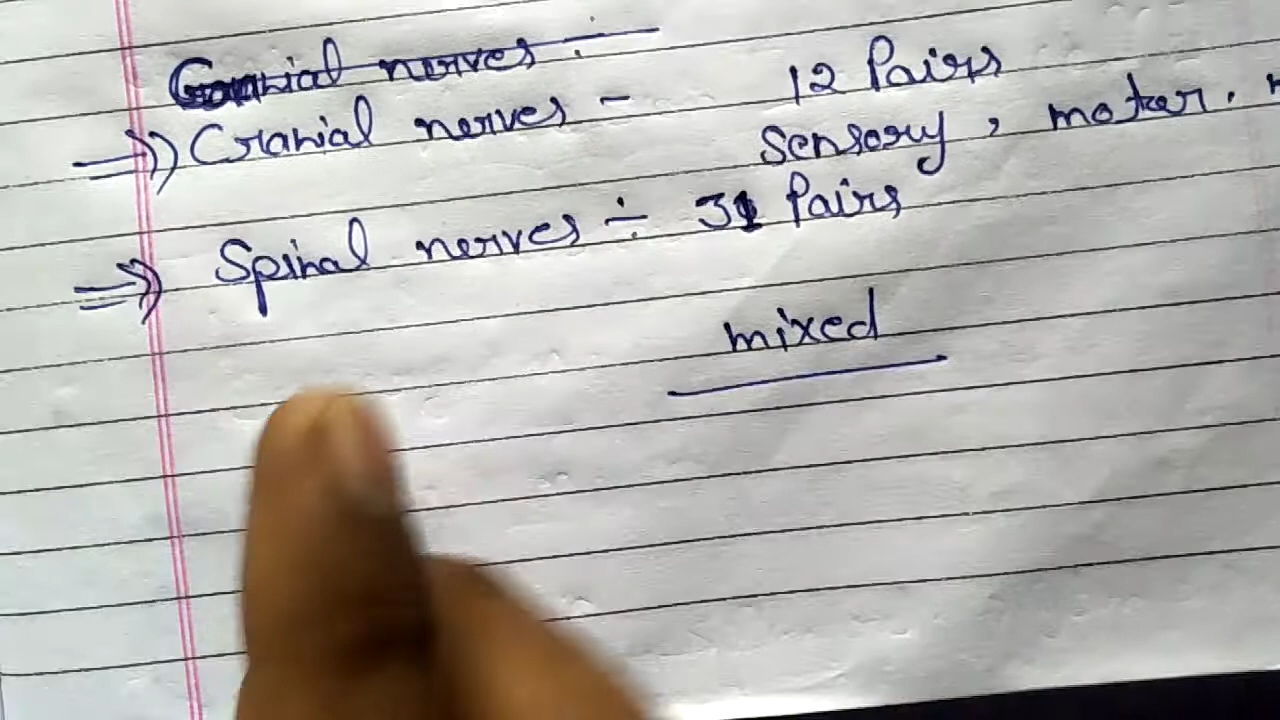 Cranial nerves :-
⇒ Cranial nerves - 12 Pairs
Sensory, motor,
⇒ Spinal nerves ÷ 31 Pairs
mixed